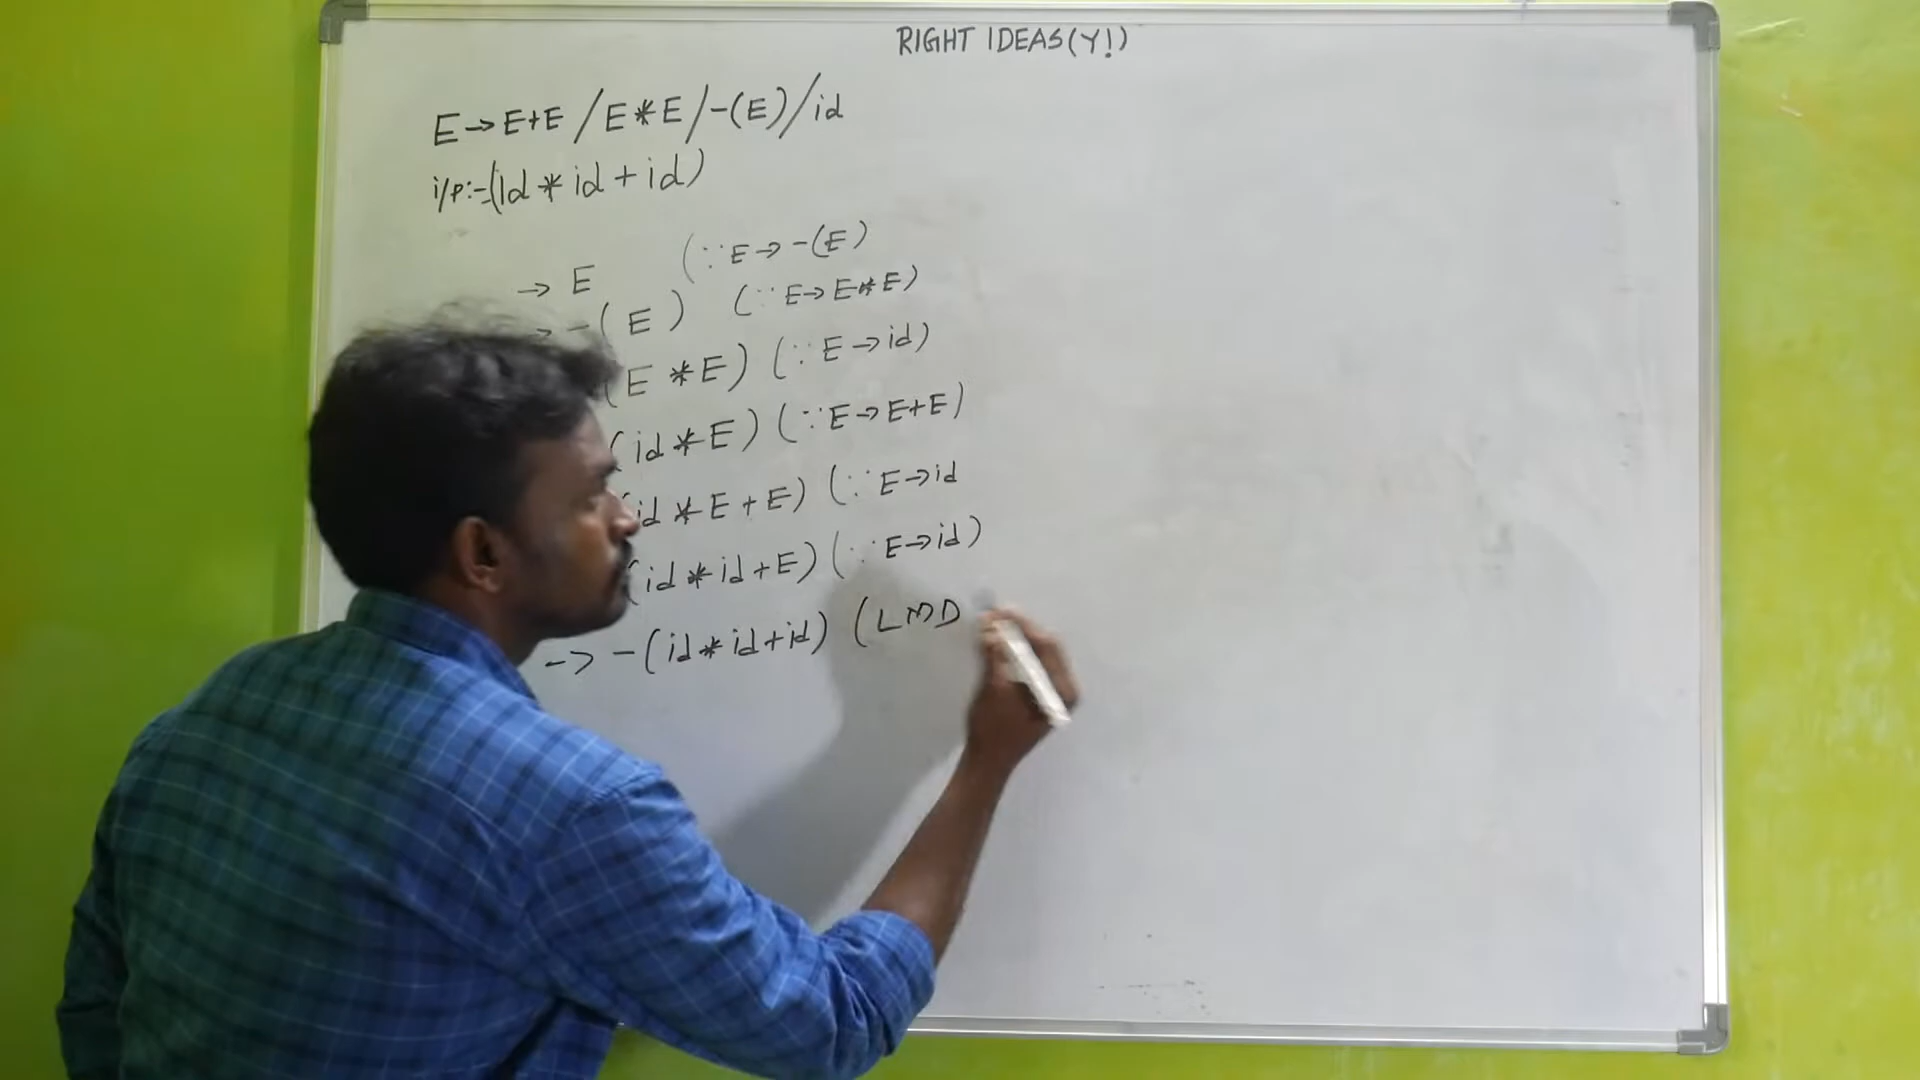 RIGHT IDEAS(Y!)
E→E+E/E*E/-(E)/id
i/p:-(id*id+id)
→ E (∵E→-(E)
→ -(E) (∵E→E*E)
(E*E) (∵E→id)
(id*E) (∵E→E+E)
(id*E+E) (∵E→id
(id*id+E) (∵E→id)
-> -(id*id+id) (LMD